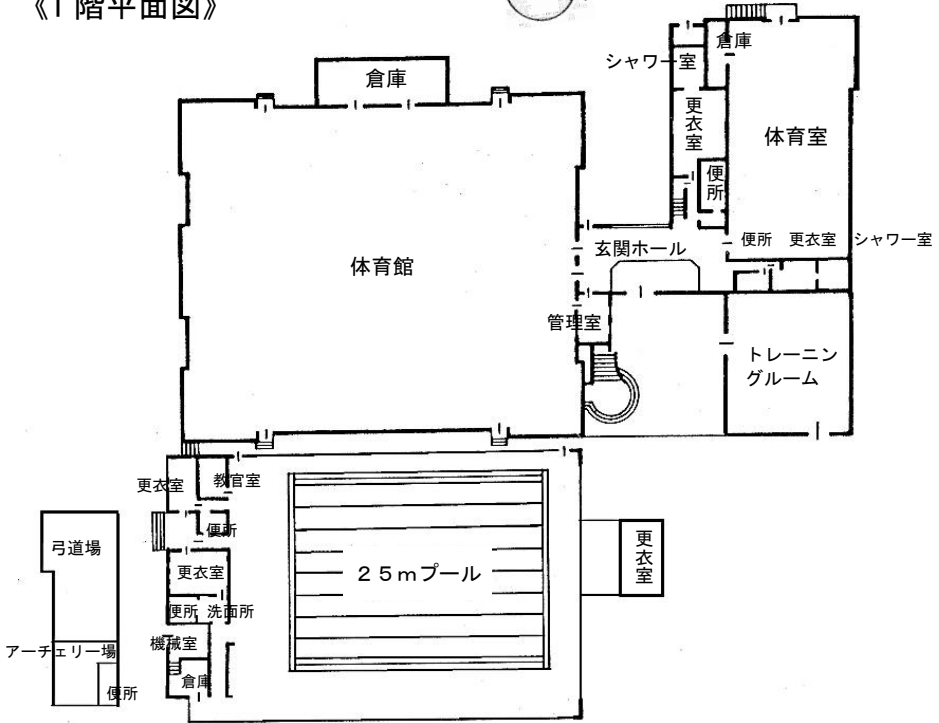 《1階平面図》
倉庫
シャワー室
倉庫
更衣室
体育室
便所
玄関ホール
便所 更衣室 シャワー室
体育館
管理室
トレーニン
グルーム
更衣室
教官室
便所
弓道場
更衣室
25mプール
更衣室
便所 洗面所
機械室
アーチェリー場
倉庫
便所